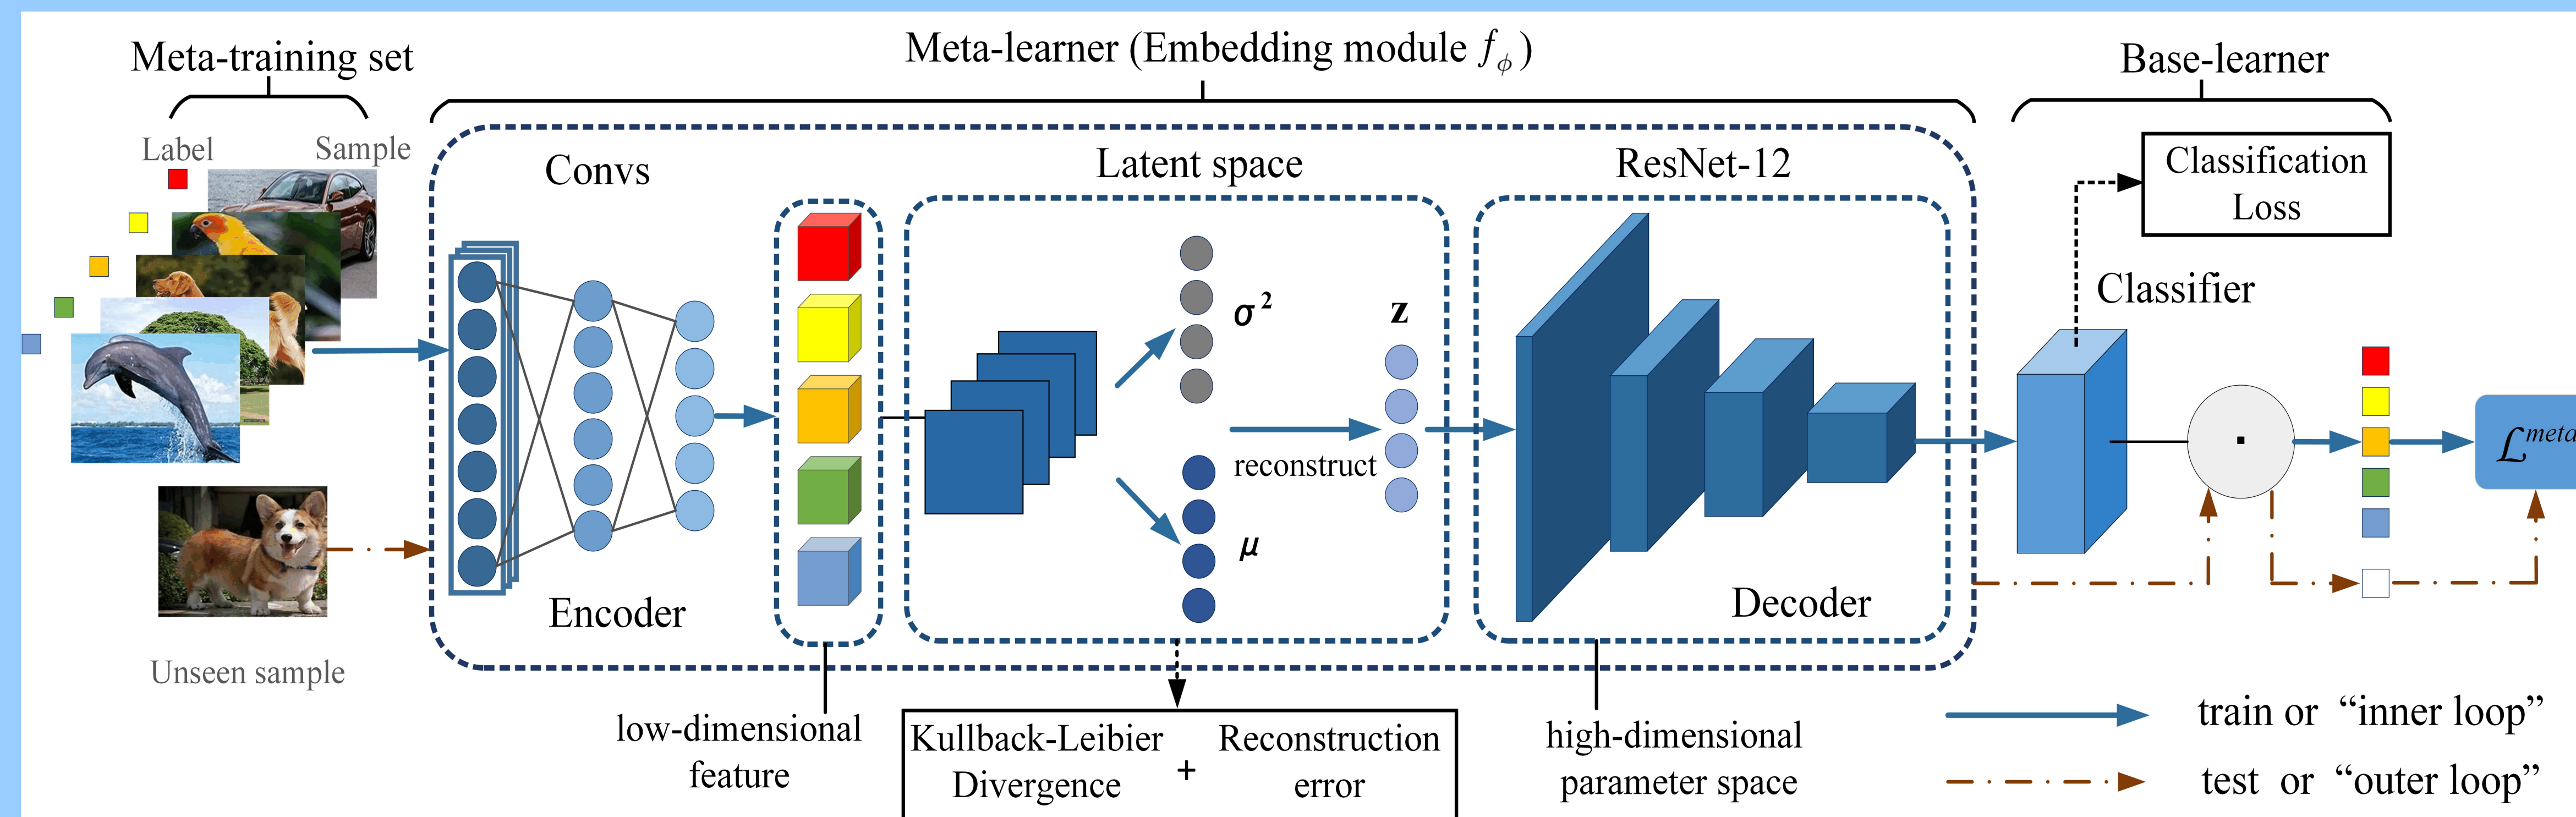 Meta-training set
Meta-learner (Embedding module fϕ)
Base-learner
Label
Sample
Convs
Latent space
ResNet-12
Classification
Loss
Classifier
σ²
z
reconstruct
μ
Encoder
Decoder
Unseen sample
low-dimensional
feature
Kullback-Leibier
Divergence
+
Reconstruction
error
high-dimensional
parameter space
ℒ^meta
train or “inner loop”
test or “outer loop”